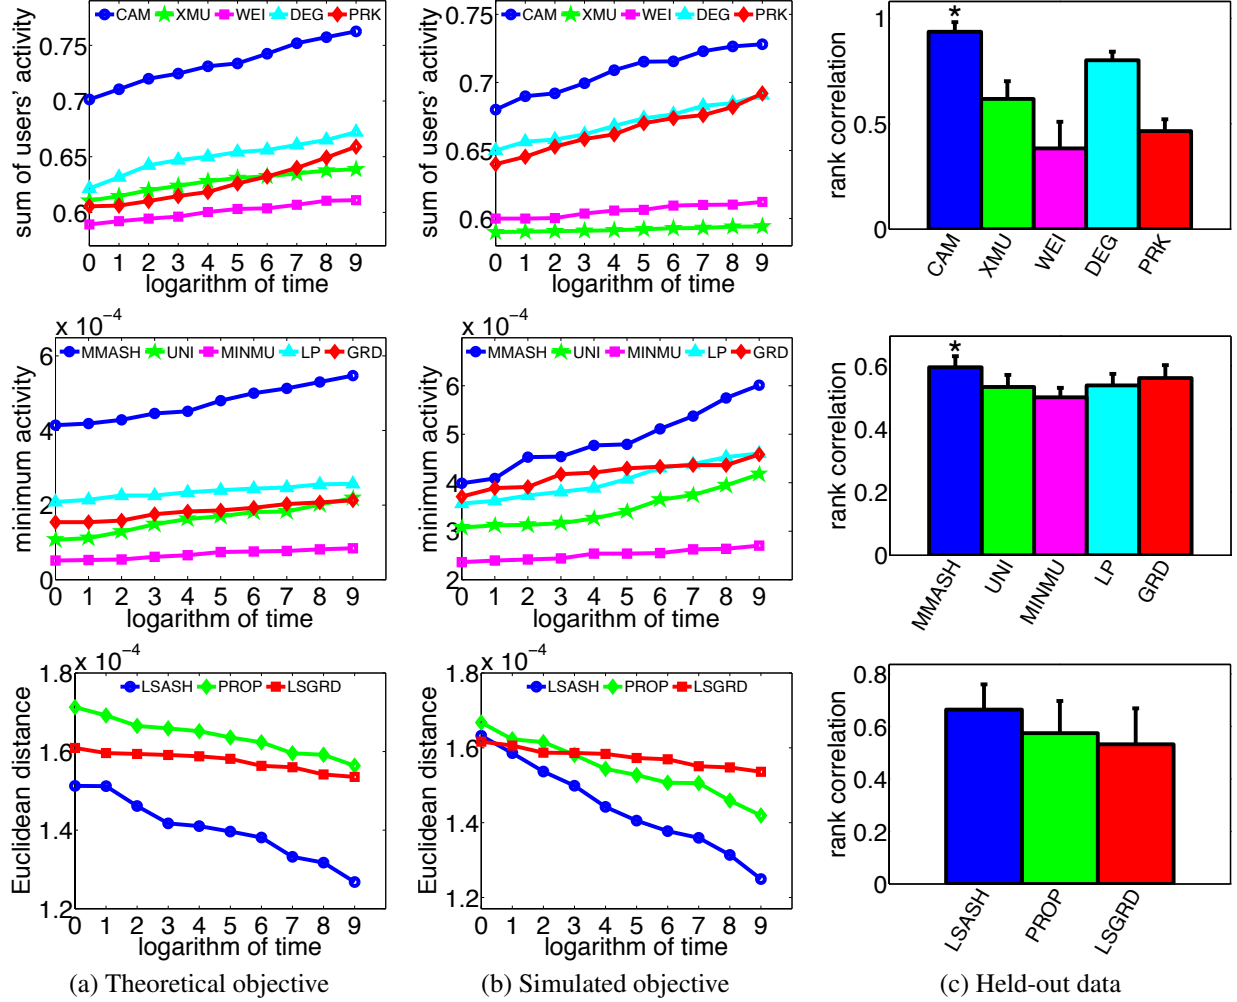 CAM XMU WEI DEG PRK
0.75
0.7
0.65
0.6
sum of users' activity
0 1 2 3 4 5 6 7 8 9
logarithm of time
0.75
CAM XMU WEI DEG PRK
0.7
0.65
0.6
sum of users' activity
0 1 2 3 4 5 6 7 8 9
logarithm of time
1
*
0.5
0
rank correlation
CAM XMU WEI DEG PRK
x 10⁻⁴
6
MMASH UNI MINMU LP GRD
4
2
0
minimum activity
0 1 2 3 4 5 6 7 8 9
logarithm of time
x 10⁻⁴
MMASH UNI MINMU LP GRD
6
5
4
3
2
minimum activity
0 1 2 3 4 5 6 7 8 9
logarithm of time
*
0.6
0.4
0.2
0
rank correlation
MMASH UNI MINMU LP GRD
x 10⁻⁴
1.8
LSASH PROP LSGRD
1.6
1.4
1.2
Euclidean distance
0 1 2 3 4 5 6 7 8 9
logarithm of time
x 10⁻⁴
1.8
LSASH PROP LSGRD
1.6
1.4
1.2
Euclidean distance
0 1 2 3 4 5 6 7 8 9
logarithm of time
0.8
0.6
0.4
0.2
0
rank correlation
LSASH PROP LSGRD
(a) Theoretical objective
(b) Simulated objective
(c) Held-out data